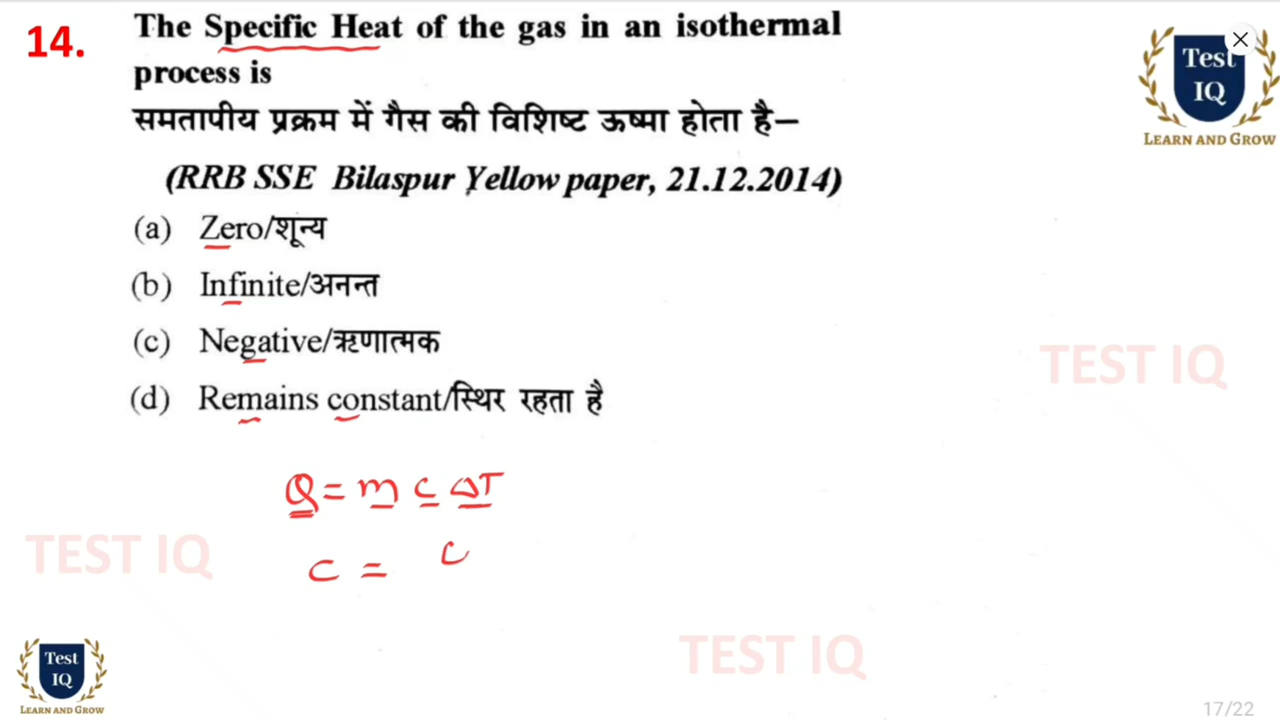 14.
The Specific Heat of the gas in an isothermal
process is
समतापीय प्रक्रम में गैस की विशिष्ट ऊष्मा होता है–
(RRB SSE Bilaspur Yellow paper, 21.12.2014)
(a) Zero/शून्य
(b) Infinite/अनन्त
(c) Negative/ऋणात्मक
(d) Remains constant/स्थिर रहता है
Q = m c ΔT
c = c
Test
IQ
LEARN AND GROW
TEST IQ
TEST IQ
TEST IQ
Test
IQ
LEARN AND GROW
17/22